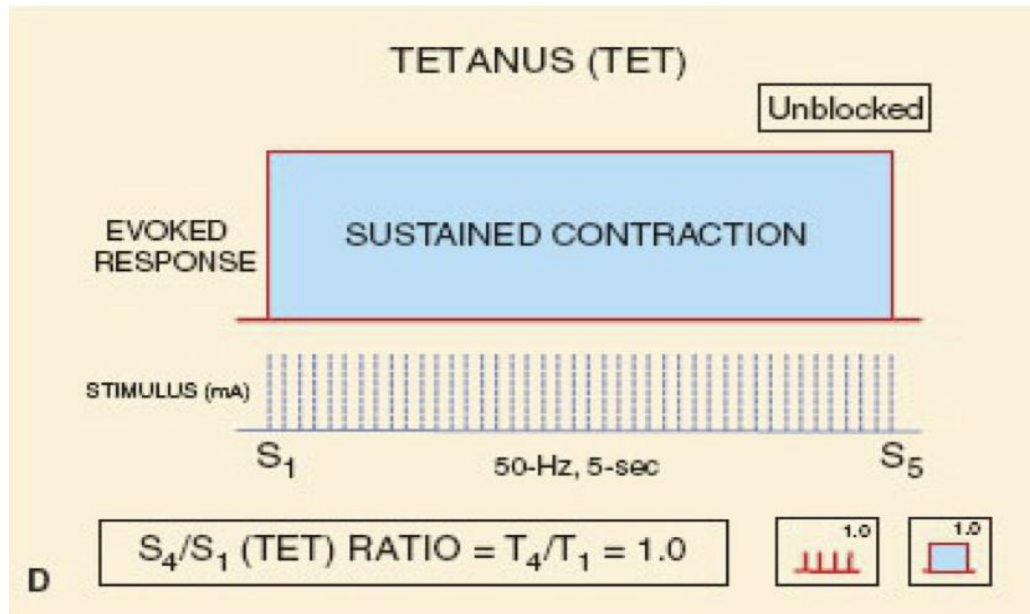 TETANUS (TET)
Unblocked
EVOKED
RESPONSE
SUSTAINED CONTRACTION
STIMULUS (mA)
S₁
50-Hz, 5-sec
S₅
S₄/S₁ (TET) RATIO = T₄/T₁ = 1.0
1.0
1.0
D